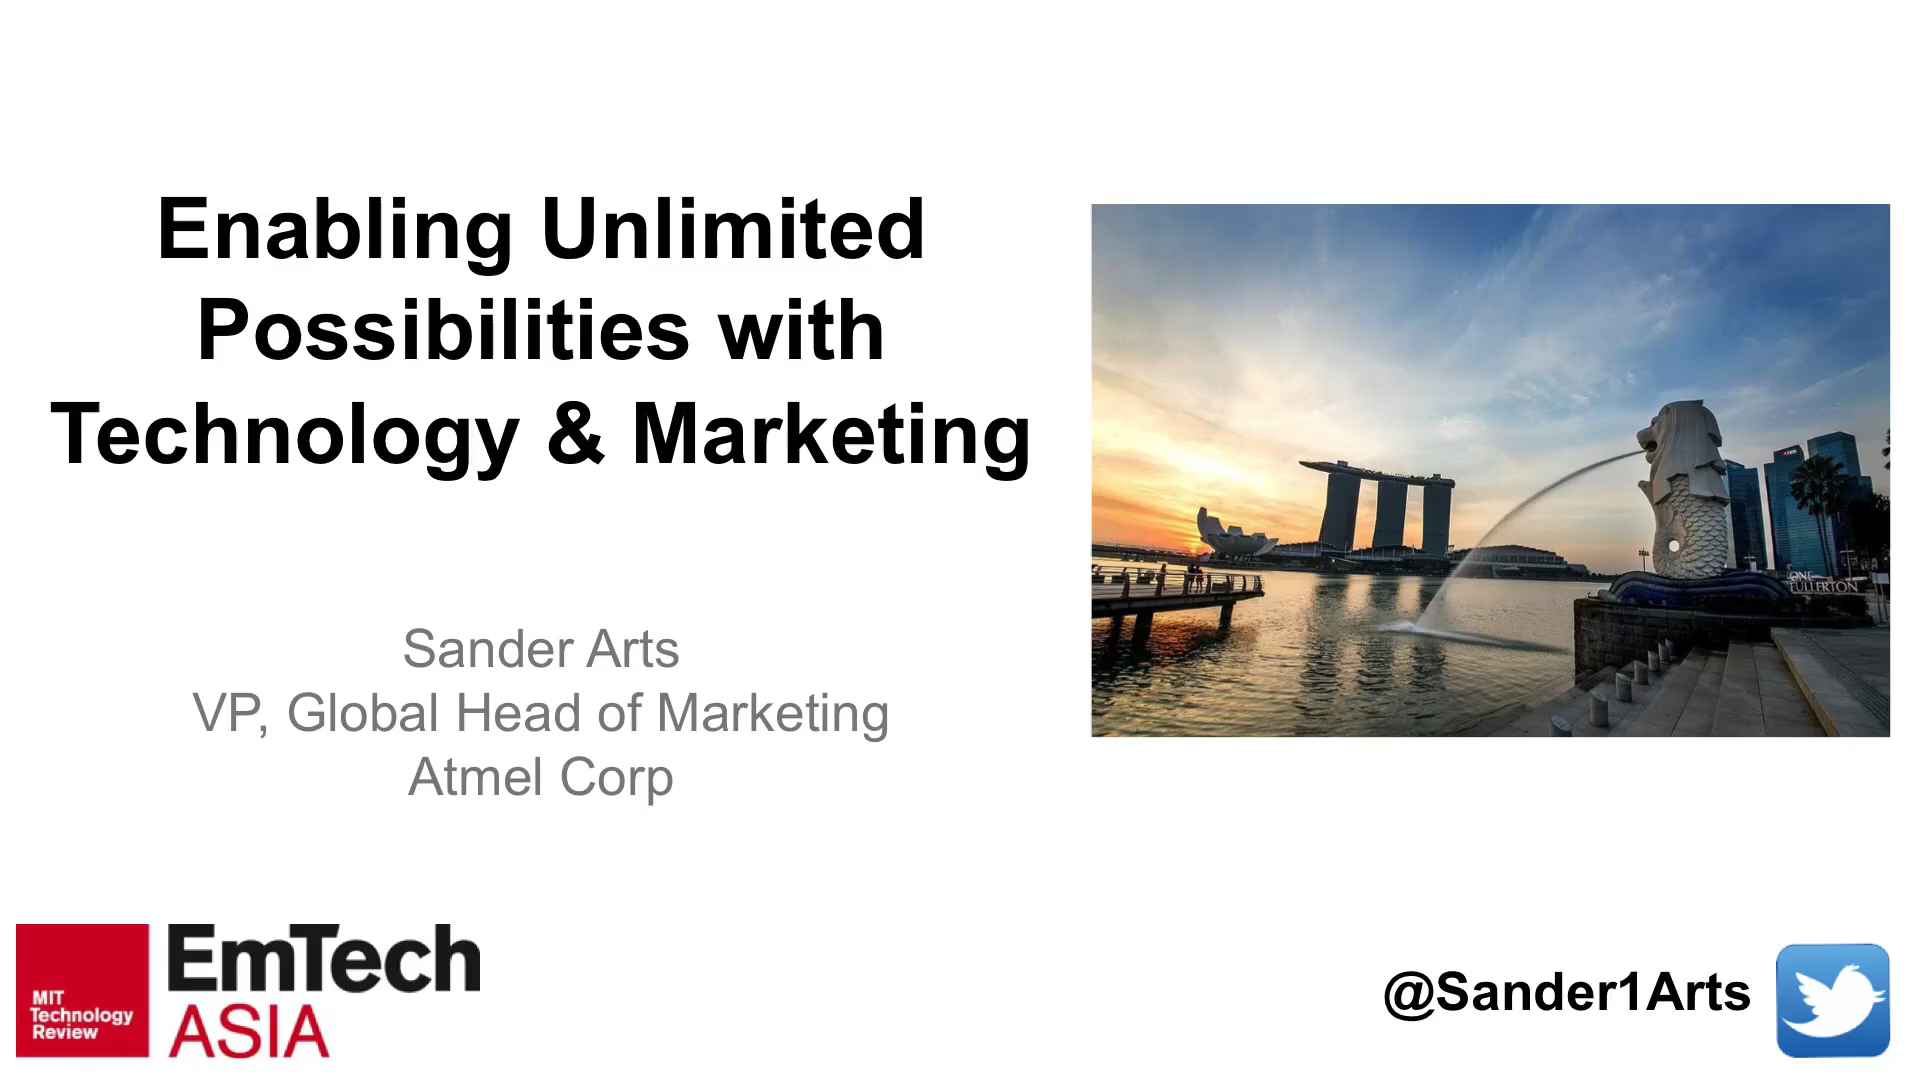 Enabling Unlimited
Possibilities with
Technology & Marketing
Sander Arts
VP, Global Head of Marketing
Atmel Corp
ONE
FULLERTON
MIT
Technology
Review
EmTech
ASIA
@Sander1Arts